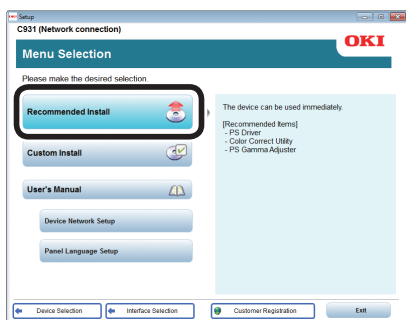 Setup
C931 (Network connection)
OKI
Menu Selection
Please make the desired selection.
Recommended Install
Custom Install
User's Manual
Device Network Setup
Panel Language Setup
The device can be used immediately.
[Recommended Items]
- PS Driver
- Color Correct Utility
- PS Gamma Adjuster
Device Selection
Interface Selection
Customer Registration
Exit